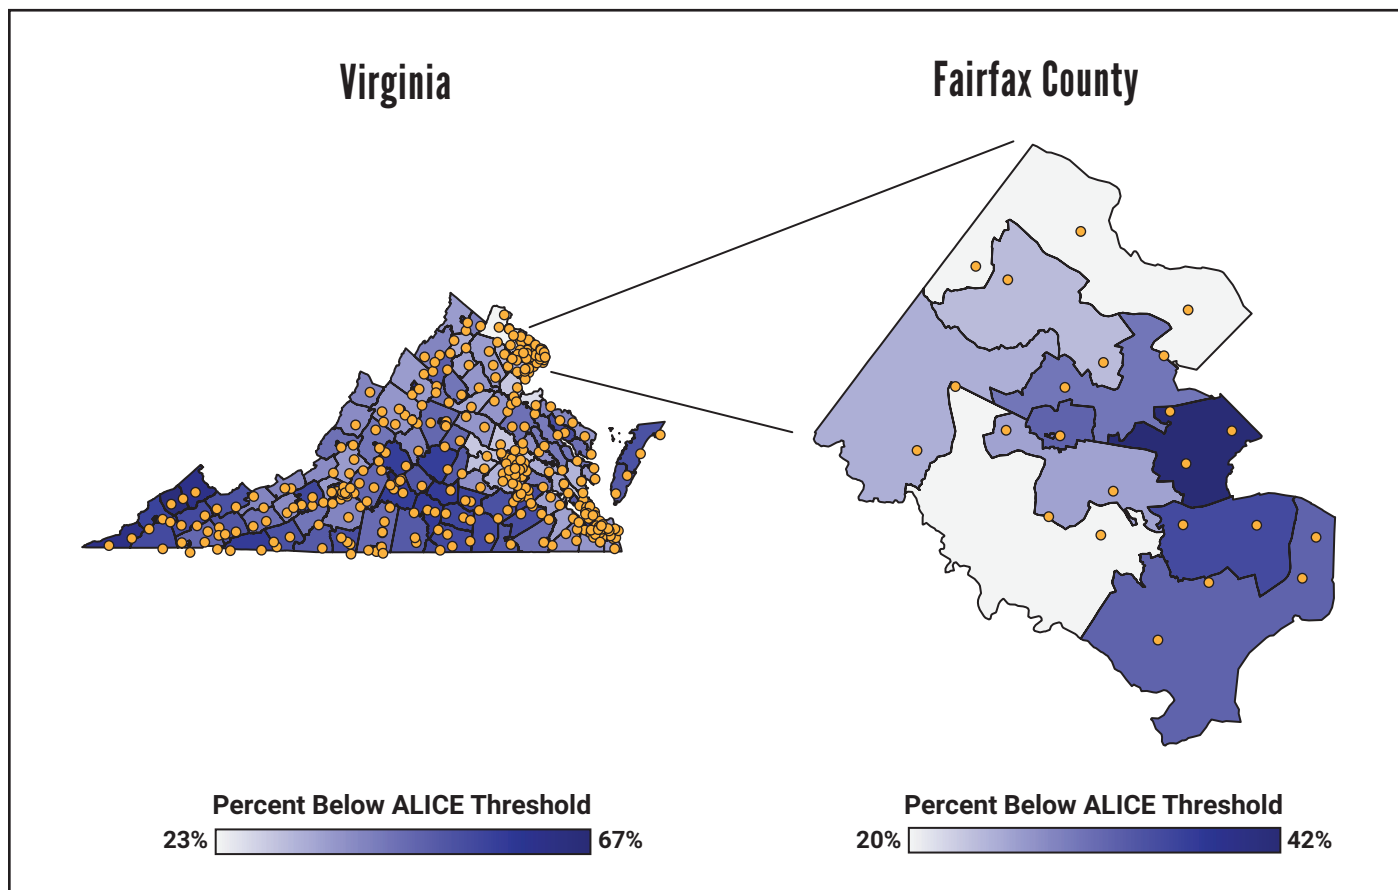 Virginia
Fairfax County
Percent Below ALICE Threshold
23% 67%
Percent Below ALICE Threshold
20% 42%